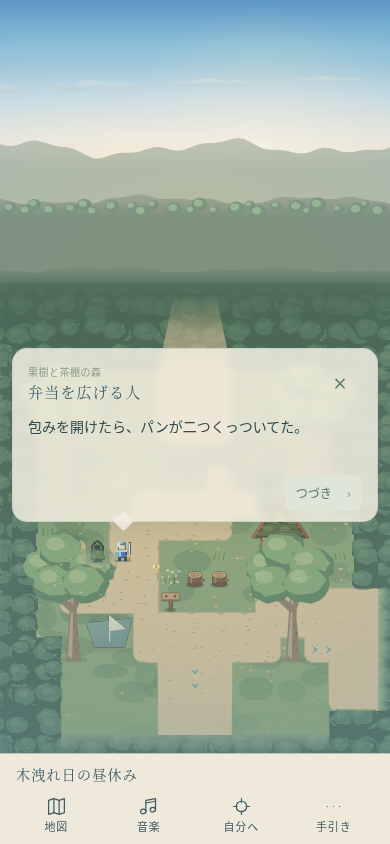 果樹と茶棚の森
弁当を広げる人
包みを開けたら、パンが二つくっついてた。
つづき ›
木洩れ日の昼休み
地図 音楽 自分へ 手引き